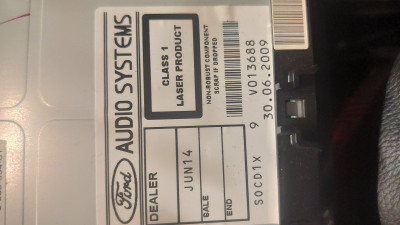 Ford
AUDIO SYSTEMS
CLASS 1
LASER PRODUCT
NON-ROBUST COMPONENT
SCRAP IF DROPPED
9 V013688
30.06.2009
DEALER
JUN14
SALE
END
SOCD1X